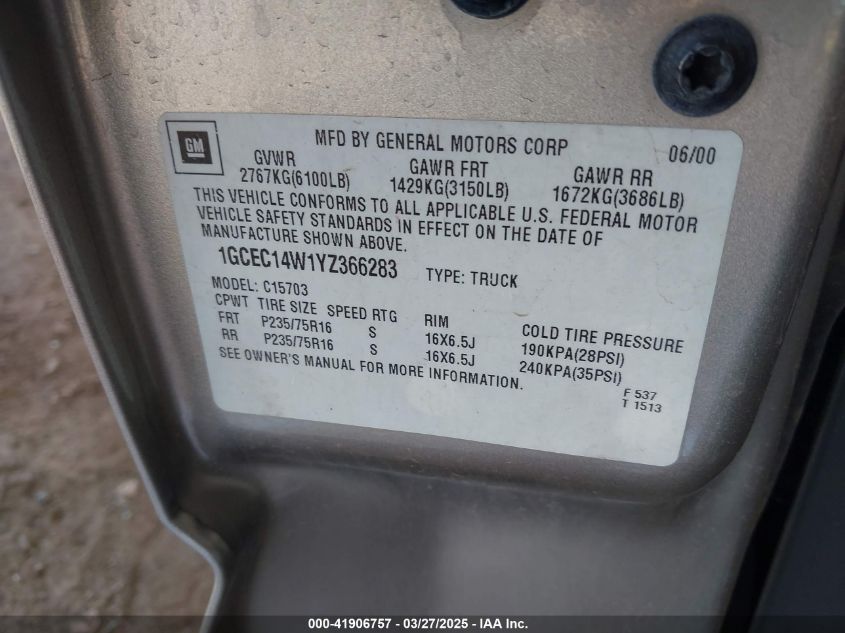 GM
MFD BY GENERAL MOTORS CORP 06/00
GVWR GAWR FRT GAWR RR
2767KG(6100LB) 1429KG(3150LB) 1672KG(3686LB)
THIS VEHICLE CONFORMS TO ALL APPLICABLE U.S. FEDERAL MOTOR
VEHICLE SAFETY STANDARDS IN EFFECT ON THE DATE OF
MANUFACTURE SHOWN ABOVE.
1GCEC14W1YZ366283 TYPE: TRUCK
MODEL: C15703
CPWT TIRE SIZE SPEED RTG RIM COLD TIRE PRESSURE
FRT P235/75R16 S 16X6.5J 190KPA(28PSI)
RR P235/75R16 S 16X6.5J 240KPA(35PSI)
SEE OWNER'S MANUAL FOR MORE INFORMATION.
F 537
T 1513
000-41906757 - 03/27/2025 - IAA Inc.